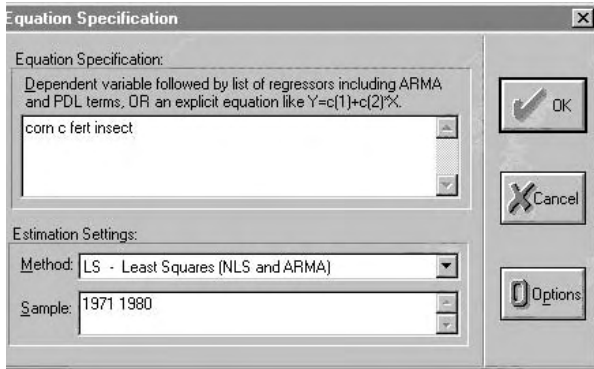 Equation Specification
Equation Specification:
Dependent variable followed by list of regressors including ARMA
and PDL terms, OR an explicit equation like Y=c(1)+c(2)*X.
corn c fert insect
OK
Cancel
Estimation Settings:
Method: LS - Least Squares (NLS and ARMA)
Sample: 1971 1980
Options